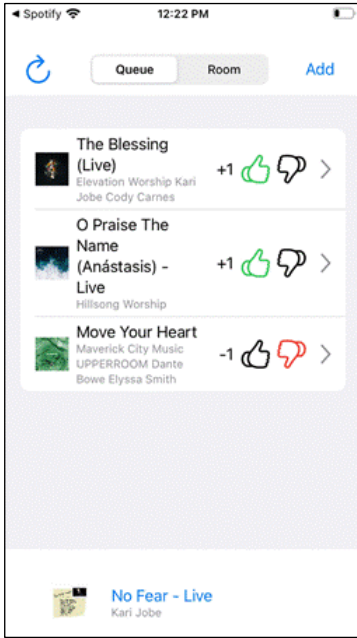 ◀ Spotify 12:22 PM
Queue Room Add
The Blessing
(Live)
Elevation Worship Kari
Jobe Cody Carnes
+1
O Praise The
Name
(Anástasis) -
Live
Hillsong Worship
+1
Move Your Heart
Maverick City Music
UPPERROOM Dante
Bowe Elyssa Smith
-1
No Fear - Live
Kari Jobe